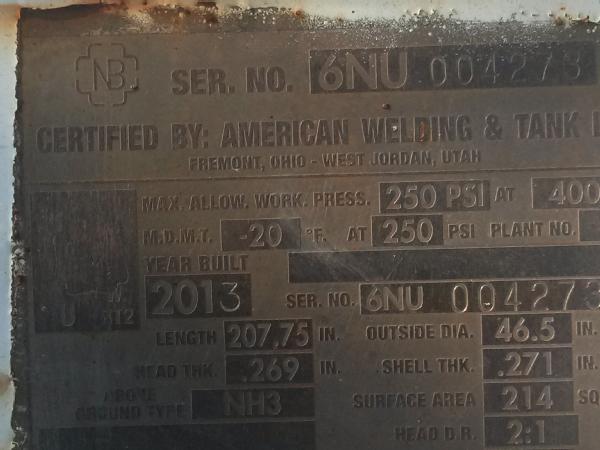 NB SER. NO. 6NU 004273
CERTIFIED BY: AMERICAN WELDING & TANK
FREMONT, OHIO - WEST JORDAN, UTAH
MAX. ALLOW. WORK. PRESS. 250 PSI AT 400
M.D.M.T. -20 °F. AT 250 PSI PLANT NO.
YEAR BUILT
U W 2013 SER. NO. 6NU 004273
LENGTH 207.75 IN. OUTSIDE DIA. 46.5 IN.
HEAD THK. .269 IN. SHELL THK. .271 IN.
ABOVE GROUND TYPE NH3 SURFACE AREA 214 SQ
HEAD D.R. 2:1